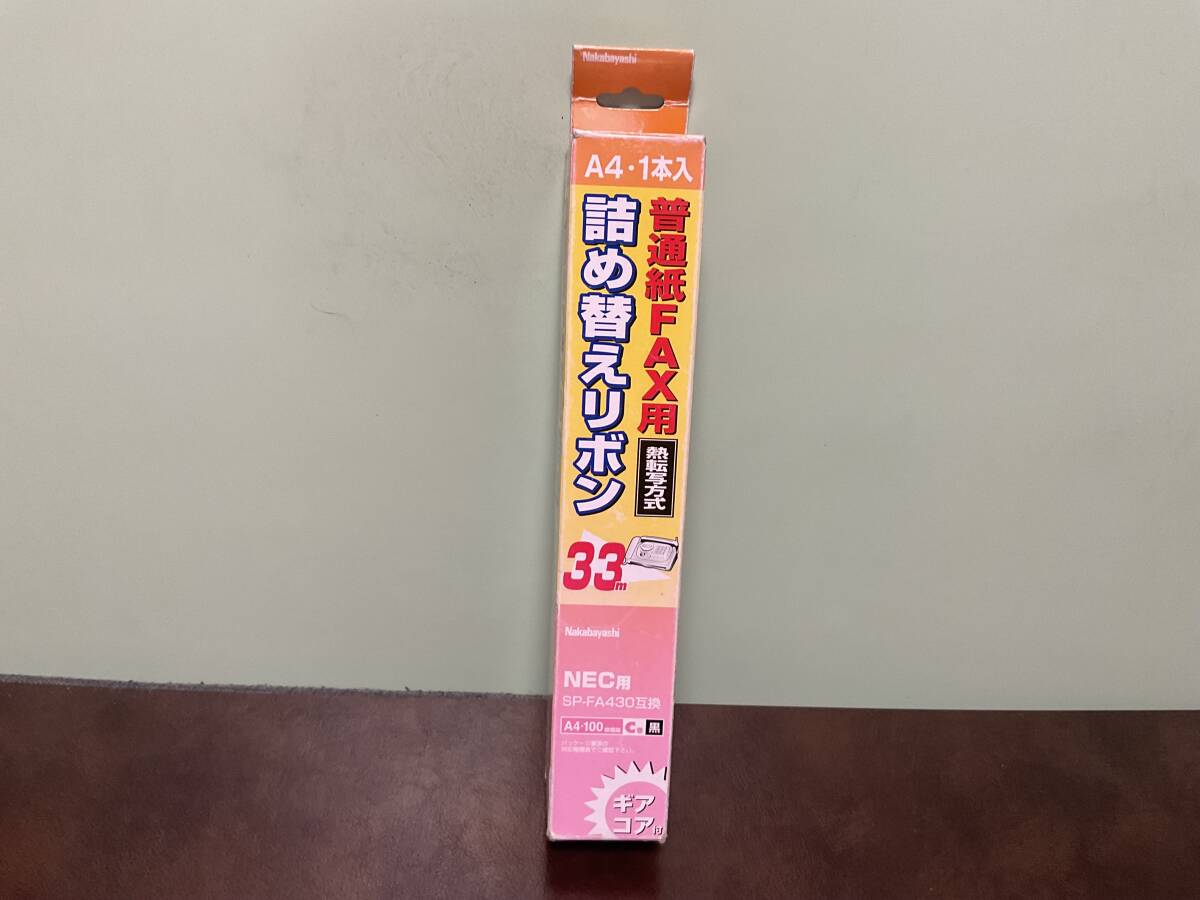 Nakabayashi
A4・1本入
普通紙FAX用
熱転写方式
詰め替えリボン
33m
Nakabayashi
NEC用
SP-FA430互換
A4・100
C巻
黒
ギア
コア付